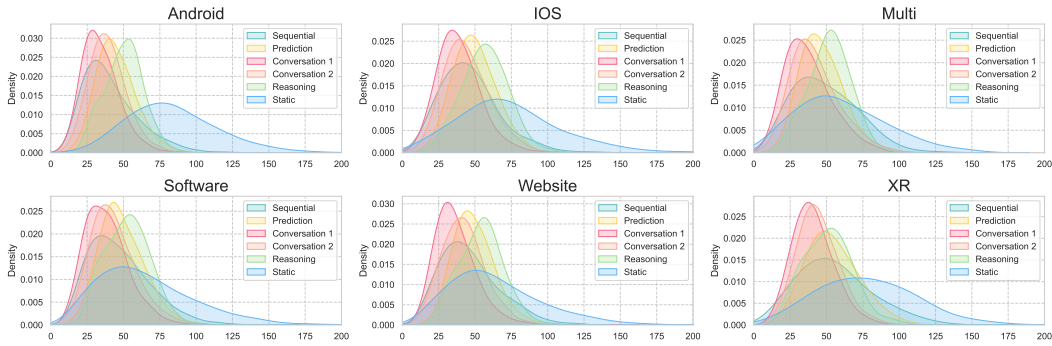 Android
Density
0.030
0.025
0.020
0.015
0.010
0.005
0.000
0 25 50 75 100 125 150 175 200
Sequential
Prediction
Conversation 1
Conversation 2
Reasoning
Static
IOS
Density
0.025
0.020
0.015
0.010
0.005
0.000
0 25 50 75 100 125 150 175 200
Sequential
Prediction
Conversation 1
Conversation 2
Reasoning
Static
Multi
Density
0.025
0.020
0.015
0.010
0.005
0.000
0 25 50 75 100 125 150 175 200
Sequential
Prediction
Conversation 1
Conversation 2
Reasoning
Static
Software
Density
0.025
0.020
0.015
0.010
0.005
0.000
0 25 50 75 100 125 150 175 200
Sequential
Prediction
Conversation 1
Conversation 2
Reasoning
Static
Website
Density
0.030
0.025
0.020
0.015
0.010
0.005
0.000
0 25 50 75 100 125 150 175 200
Sequential
Prediction
Conversation 1
Conversation 2
Reasoning
Static
XR
Density
0.025
0.020
0.015
0.010
0.005
0.000
0 25 50 75 100 125 150 175 200
Sequential
Prediction
Conversation 1
Conversation 2
Reasoning
Static